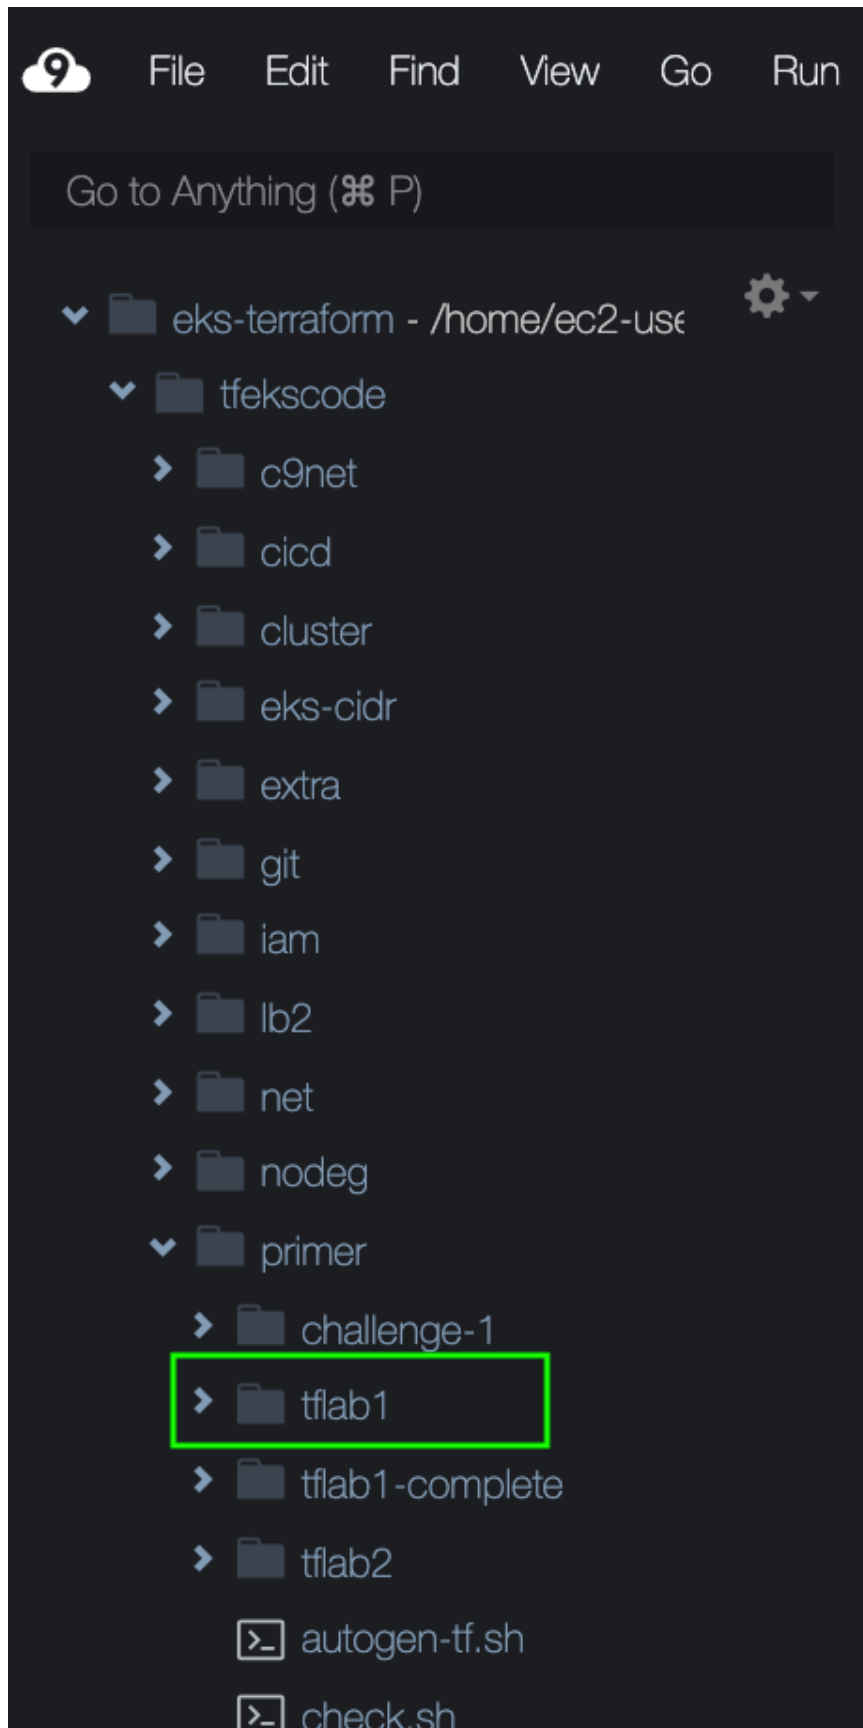 9 File Edit Find View Go Run
Go to Anything (⌘ P)
eks-terraform - /home/ec2-use
tfekscode
c9net
cicd
cluster
eks-cidr
extra
git
iam
lb2
net
nodeg
primer
challenge-1
tflab1
tflab1-complete
tflab2
autogen-tf.sh
check.sh